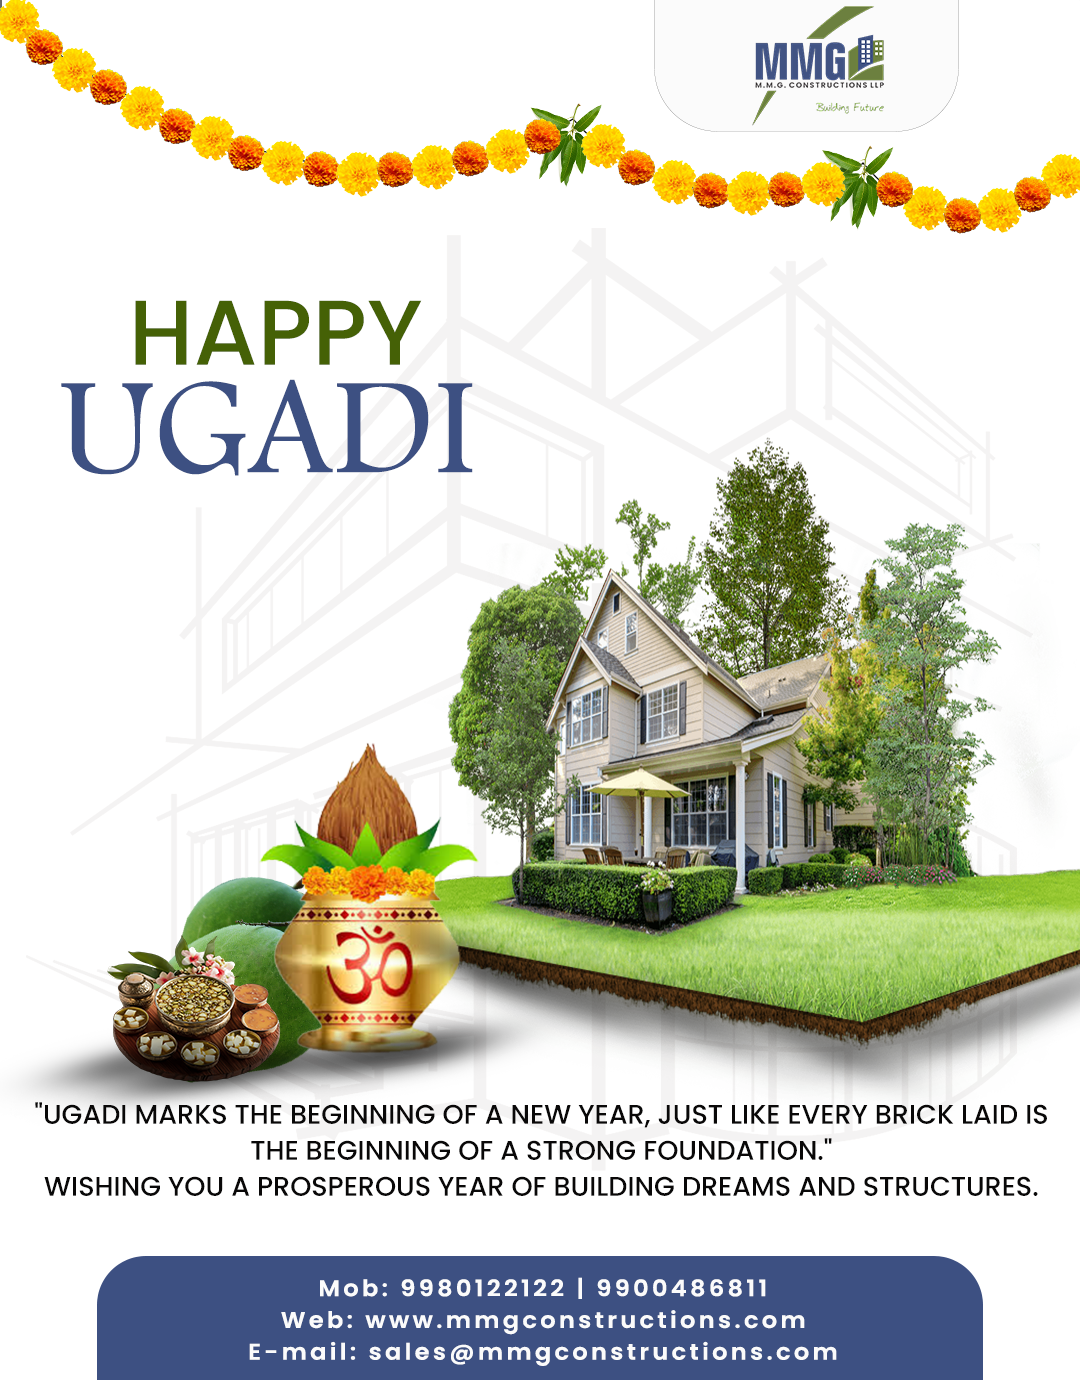 MMG
M.M.G. CONSTRUCTIONS LLP
Building Future
HAPPY
UGADI
ॐ
"UGADI MARKS THE BEGINNING OF A NEW YEAR, JUST LIKE EVERY BRICK LAID IS
THE BEGINNING OF A STRONG FOUNDATION."
WISHING YOU A PROSPEROUS YEAR OF BUILDING DREAMS AND STRUCTURES.
Mob: 9980122122 | 9900486811
Web: www.mmgconstructions.com
E-mail: sales@mmgconstructions.com